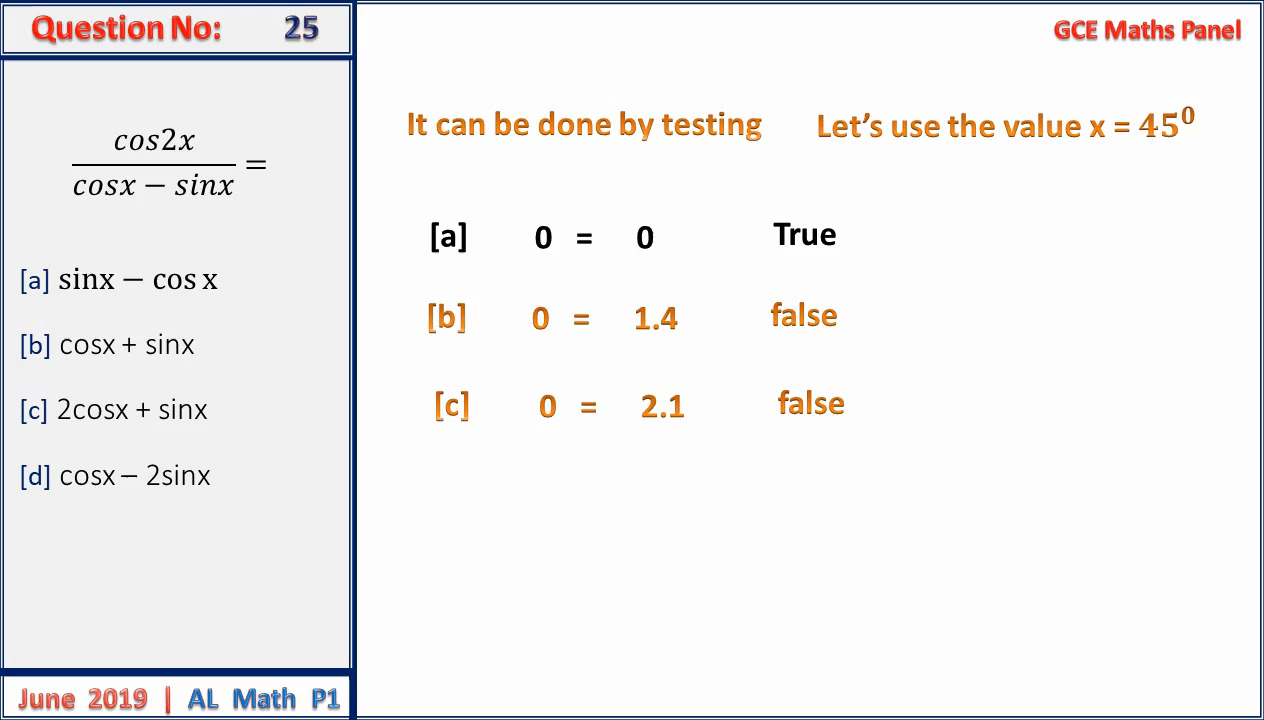 Question No: 25
GCE Maths Panel
cos2x
cosx − sinx =
[a] sinx − cos x
[b] cosx + sinx
[c] 2cosx + sinx
[d] cosx – 2sinx
It can be done by testing Let’s use the value x = 45⁰
[a] 0 = 0 True
[b] 0 = 1.4 false
[c] 0 = 2.1 false
June 2019 | AL Math P1